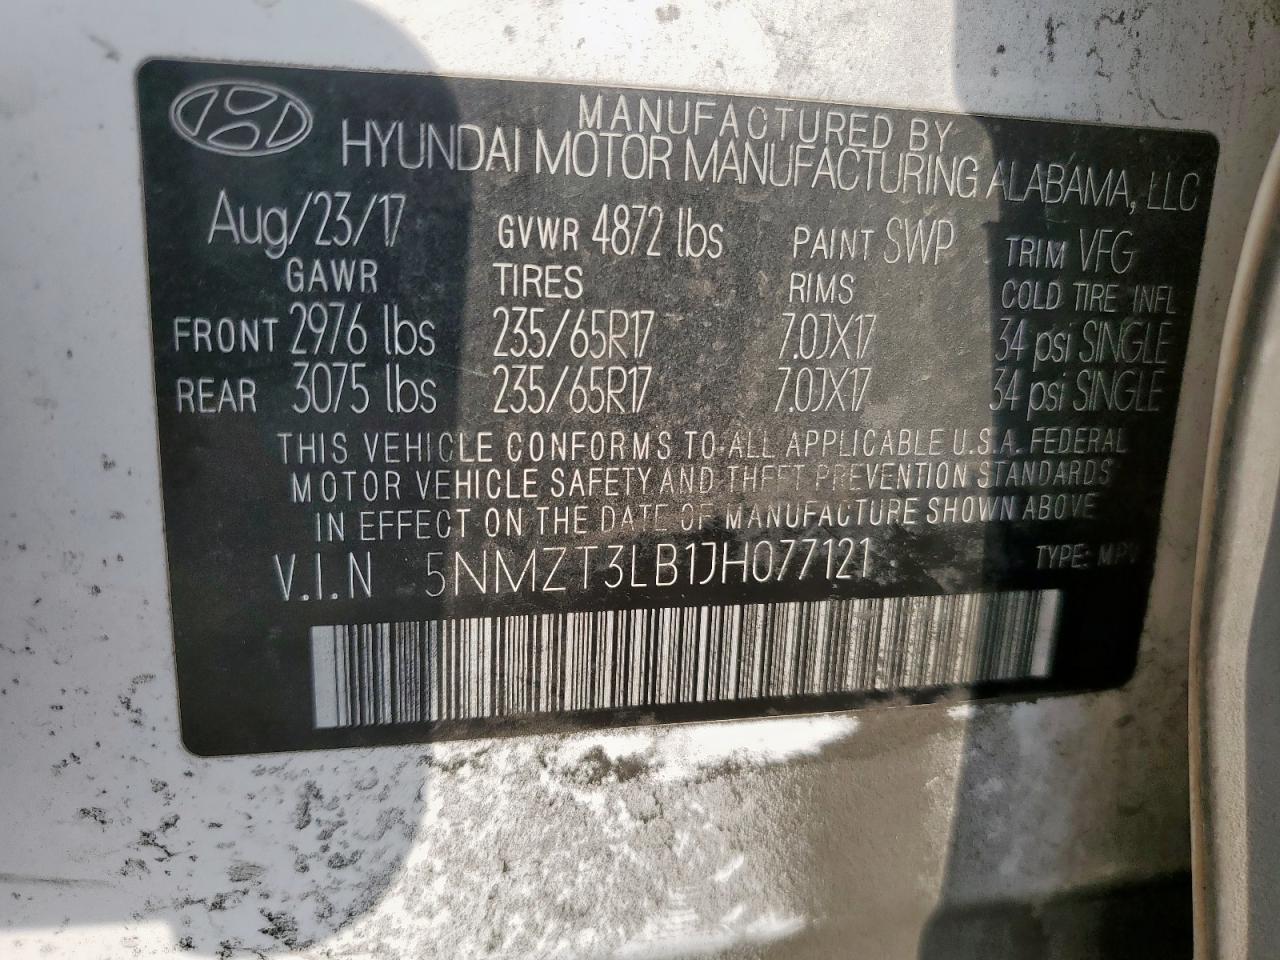 MANUFACTURED BY
HYUNDAI MOTOR MANUFACTURING ALABAMA, LLC
Aug/23/17 GVWR 4872 lbs PAINT SWP TRIM VFG
GAWR TIRES RIMS COLD TIRE INFL
FRONT 2976 lbs 235/65R17 7.0JX17 34 psi SINGLE
REAR 3075 lbs 235/65R17 7.0JX17 34 psi SINGLE
THIS VEHICLE CONFORMS TO ALL APPLICABLE U.S.A. FEDERAL
MOTOR VEHICLE SAFETY AND THEFT PREVENTION STANDARDS
IN EFFECT ON THE DATE OF MANUFACTURE SHOWN ABOVE
V.I.N 5NMZT3LB1JH077121 TYPE: MPV